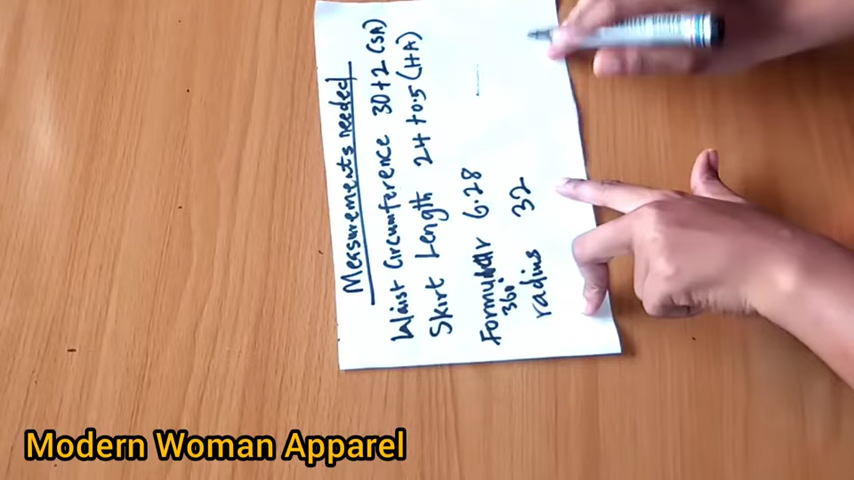 Measurements needed
Waist Circumference 30+2 (SA)
Skirt Length 24 +0.5 (HA)
6.28
360°
radius 32
Modern Woman Apparel